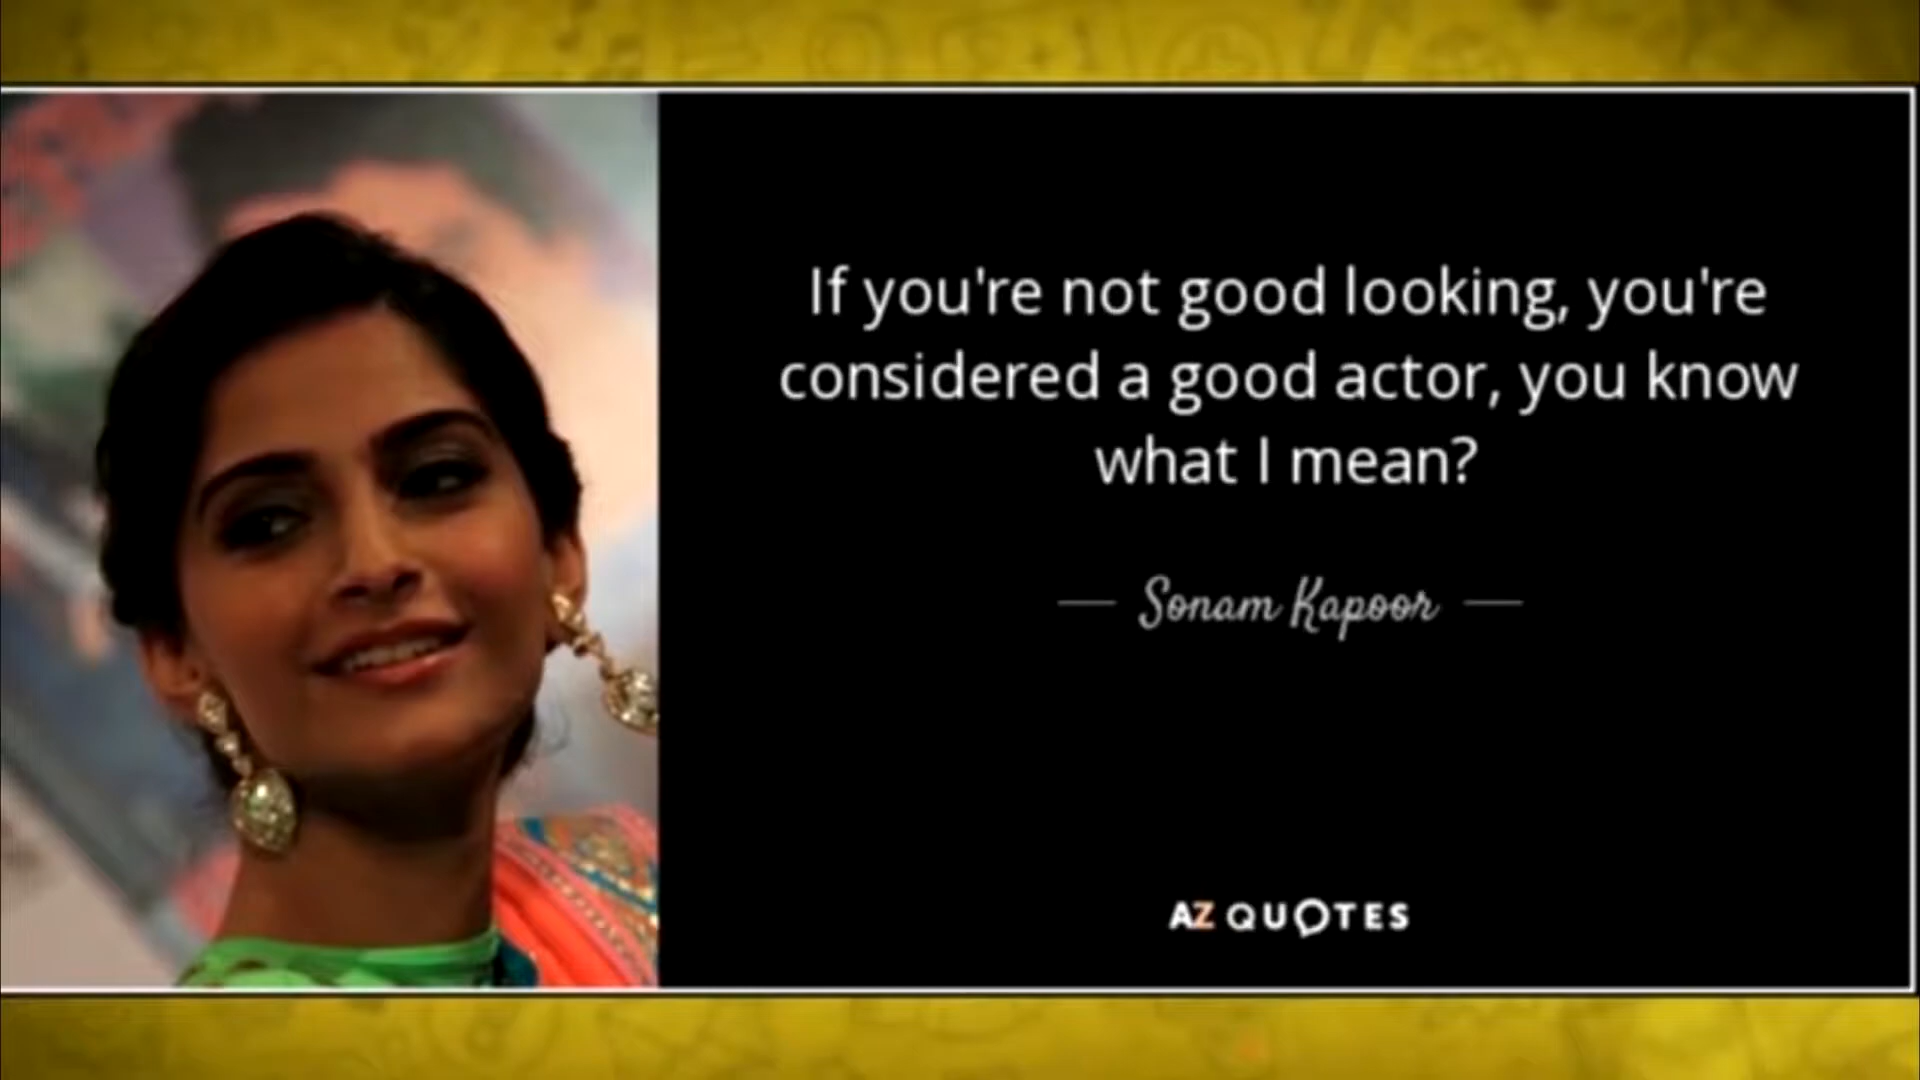 If you're not good looking, you're
considered a good actor, you know
what I mean?
— Sonam Kapoor —
AZ QUOTES